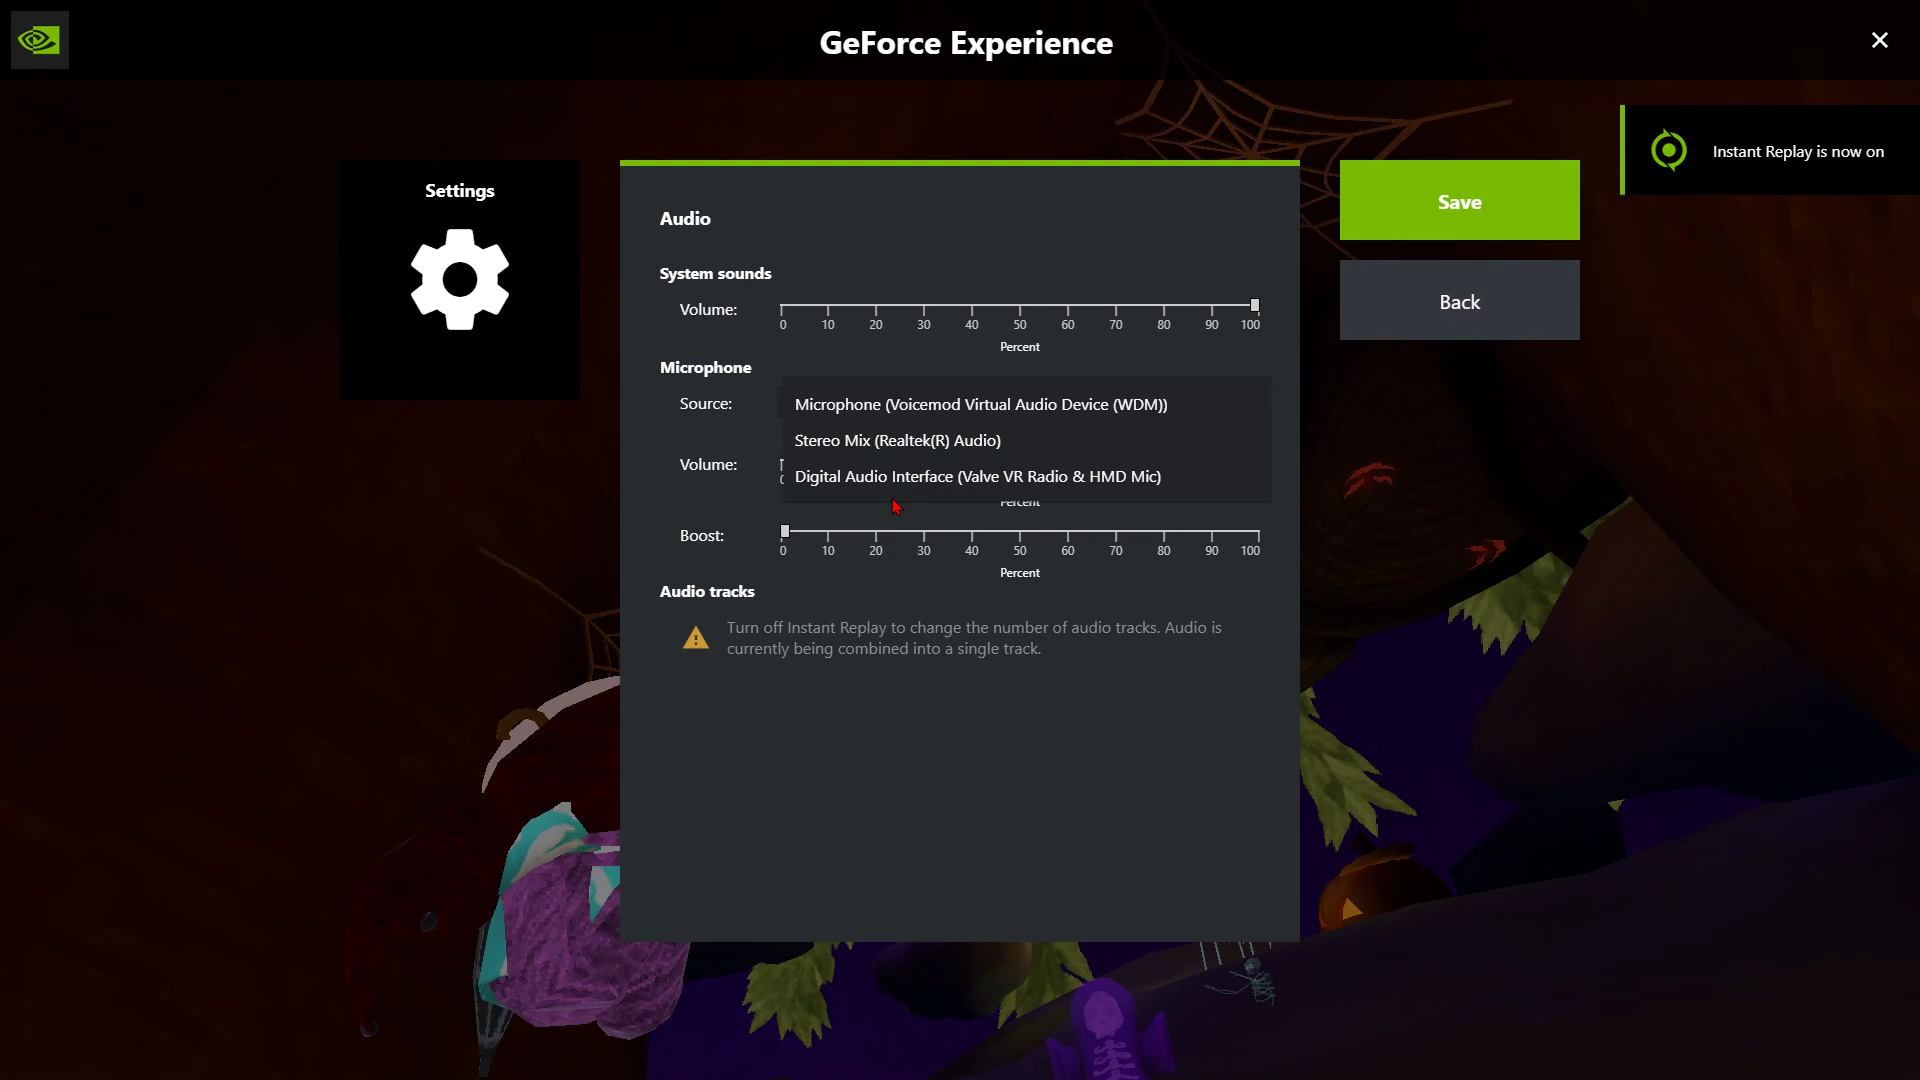 GeForce Experience
Instant Replay is now on
Settings
Save
Back
Audio
System sounds
Volume:
0 10 20 30 40 50 60 70 80 90 100
Percent
Microphone
Source:
Microphone (Voicemod Virtual Audio Device (WDM))
Stereo Mix (Realtek(R) Audio)
Volume:
Digital Audio Interface (Valve VR Radio & HMD Mic)
Percent
Boost:
0 10 20 30 40 50 60 70 80 90 100
Percent
Audio tracks
Turn off Instant Replay to change the number of audio tracks. Audio is
currently being combined into a single track.